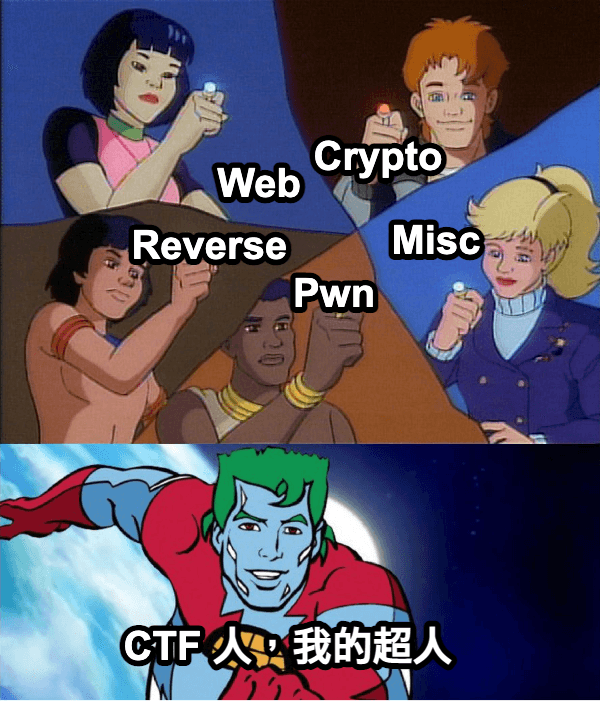 Crypto
Web
Reverse
Misc
Pwn
CTF 人，我的超人